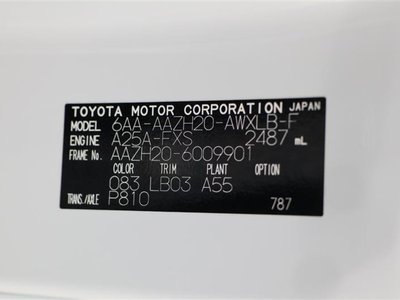 TOYOTA MOTOR CORPORATION JAPAN
MODEL 6AA-AAZH20-AWXLB-F
ENGINE A25A-FXS 2487 mL
FRAME No. AAZH20-6009901
COLOR TRIM PLANT OPTION
083 LB03 A55
TRANS./AXLE P810
787